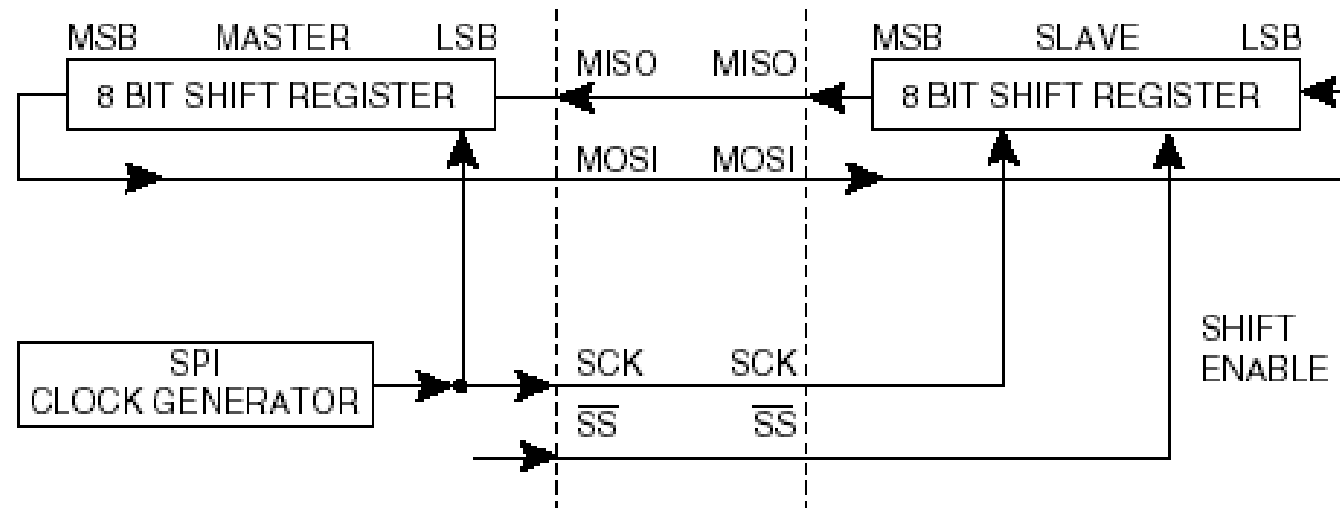 MSB MASTER LSB
8 BIT SHIFT REGISTER
MISO MISO
MSB SLAVE LSB
8 BIT SHIFT REGISTER
MOSI MOSI
SPI
CLOCK GENERATOR
SCK SCK
SS SS
SHIFT
ENABLE